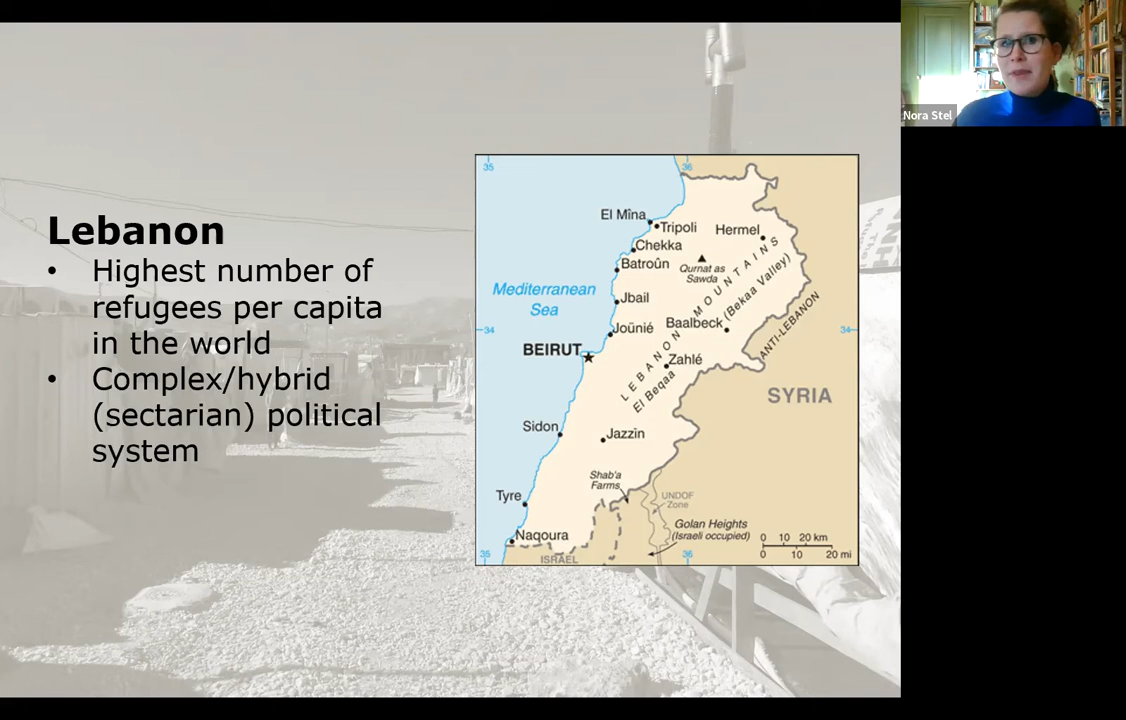 Nora Stel
Lebanon
• Highest number of
refugees per capita
in the world
• Complex/hybrid
(sectarian) political
system
35
36
El Mîna
Tripoli
Hermel
Chekka
Qurnat as
Sawda
Batroûn
Mediterranean
Sea
Jbail
LEBANON MOUNTAINS
(Bekaa Valley)
34
Joünié
Baalbeck
34
ANTI-LEBANON
BEIRUT
Zahlé
El Beqaa
SYRIA
Sidon
Jazzîn
Shab'a
Farms
Tyre
UNDOF
Zone
Golan Heights
(Israeli occupied)
Naqoura
0 10 20 km
0 10 20 mi
35
ISRAEL
36